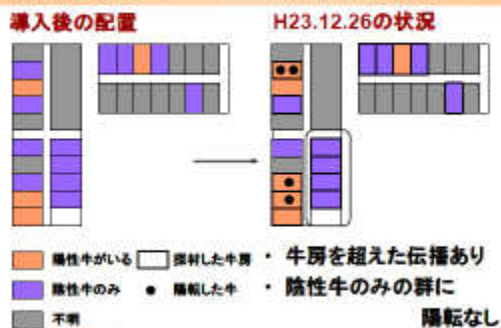 導入後の配置
H23.12.26の状況
陽性牛がいる
採材した牛房
陰性牛のみ
陽転した牛
不明
・ 牛房を超えた伝播あり
・ 陰性牛のみの群に
陽転なし